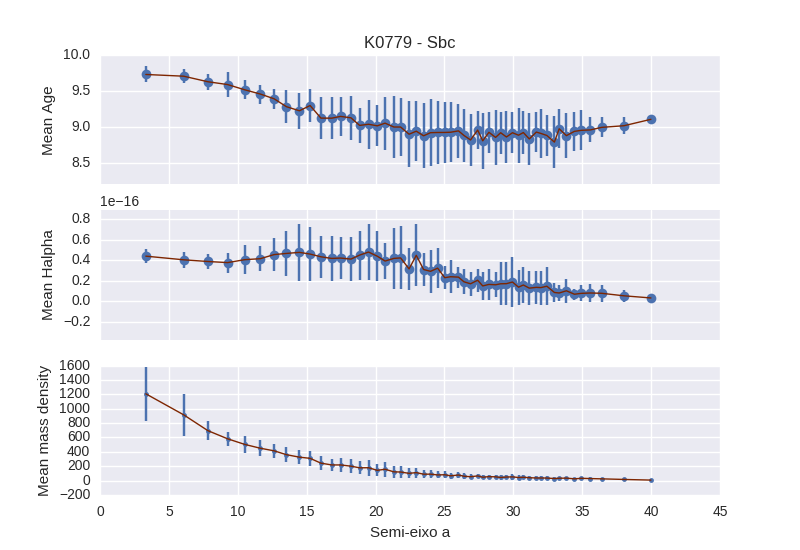 K0779 - Sbc
Mean Age
10.0
9.5
9.0
8.5
1e−16
Mean Halpha
0.8
0.6
0.4
0.2
0.0
−0.2
Mean mass density
1600
1400
1200
1000
800
600
400
200
0
−200
0 5 10 15 20 25 30 35 40 45
Semi-eixo a